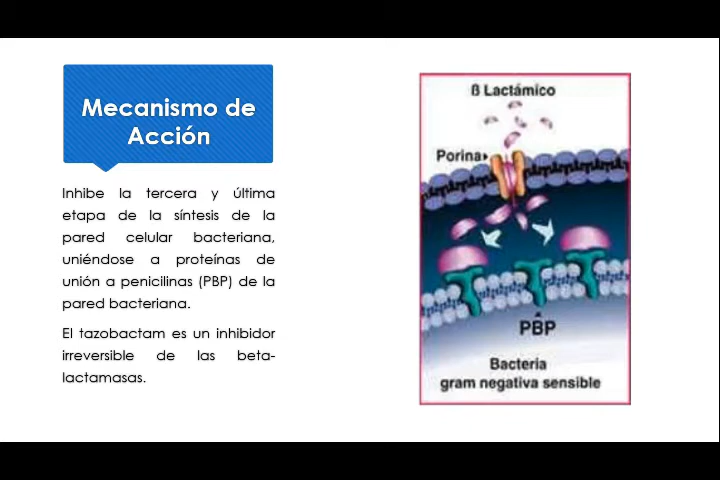 Mecanismo de
Acción
Inhibe la tercera y última
etapa de la síntesis de la
pared celular bacteriana,
uniéndose a proteínas de
unión a penicilinas (PBP) de la
pared bacteriana.
El tazobactam es un inhibidor
irreversible de las beta-
lactamasas.
ß Lactámico
Porina
PBP
Bacteria
gram negativa sensible